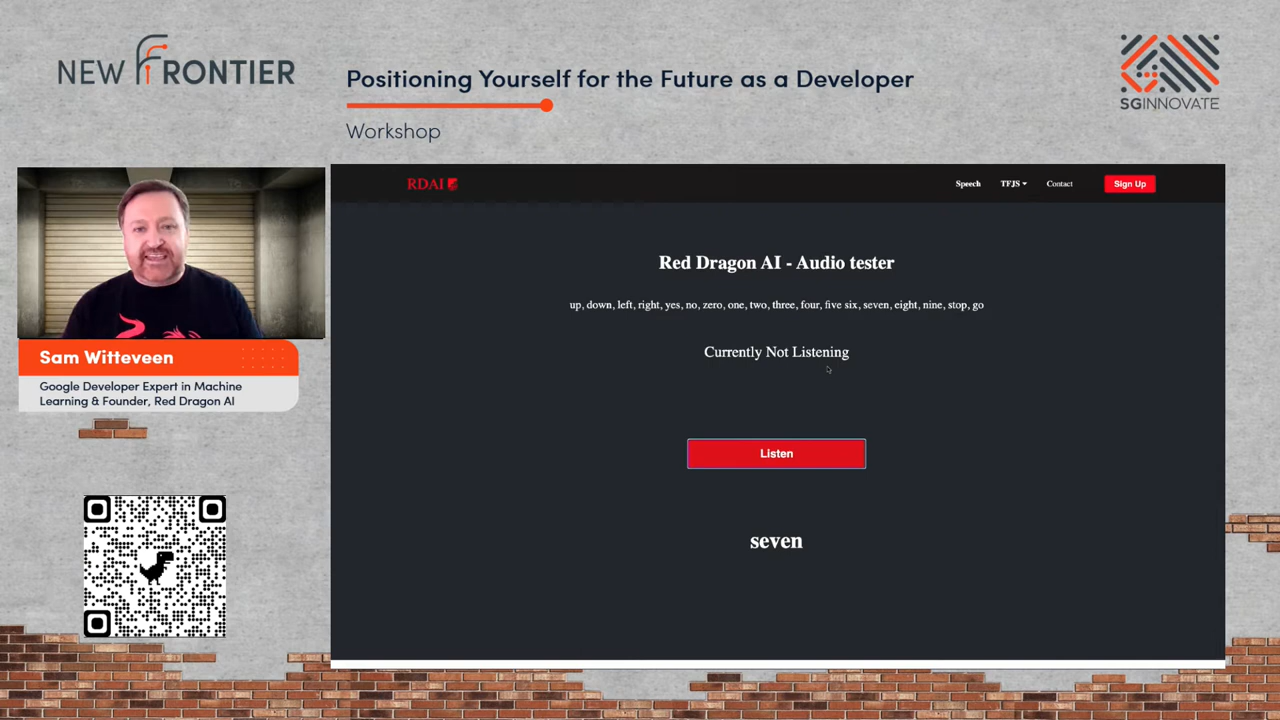 NEW FRONTIER
Positioning Yourself for the Future as a Developer
Workshop
SGINNOVATE
Sam Witteveen
Google Developer Expert in Machine
Learning & Founder, Red Dragon AI
RDAI
Speech
TFJS
Contact
Sign Up
Red Dragon AI - Audio tester
up, down, left, right, yes, no, zero, one, two, three, four, five six, seven, eight, nine, stop, go
Currently Not Listening
Listen
seven